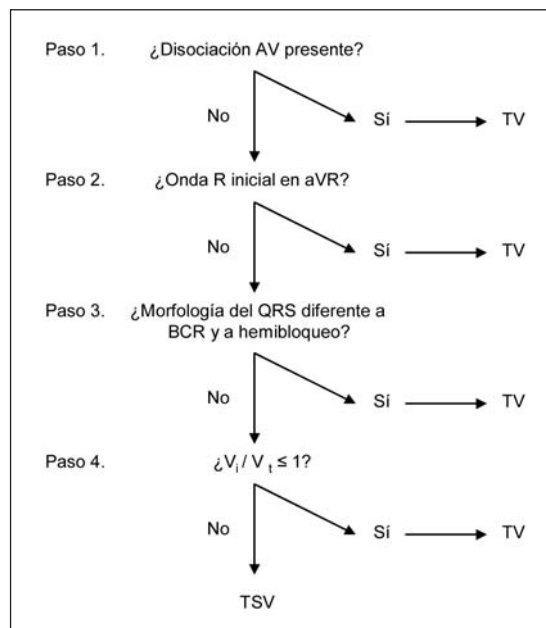 Paso 1. ¿Disociación AV presente?
No Sí TV
Paso 2. ¿Onda R inicial en aVR?
No Sí TV
Paso 3. ¿Morfología del QRS diferente a
BCR y a hemibloqueo?
No Sí TV
Paso 4. ¿Vi / Vt ≤ 1?
No Sí TV
TSV